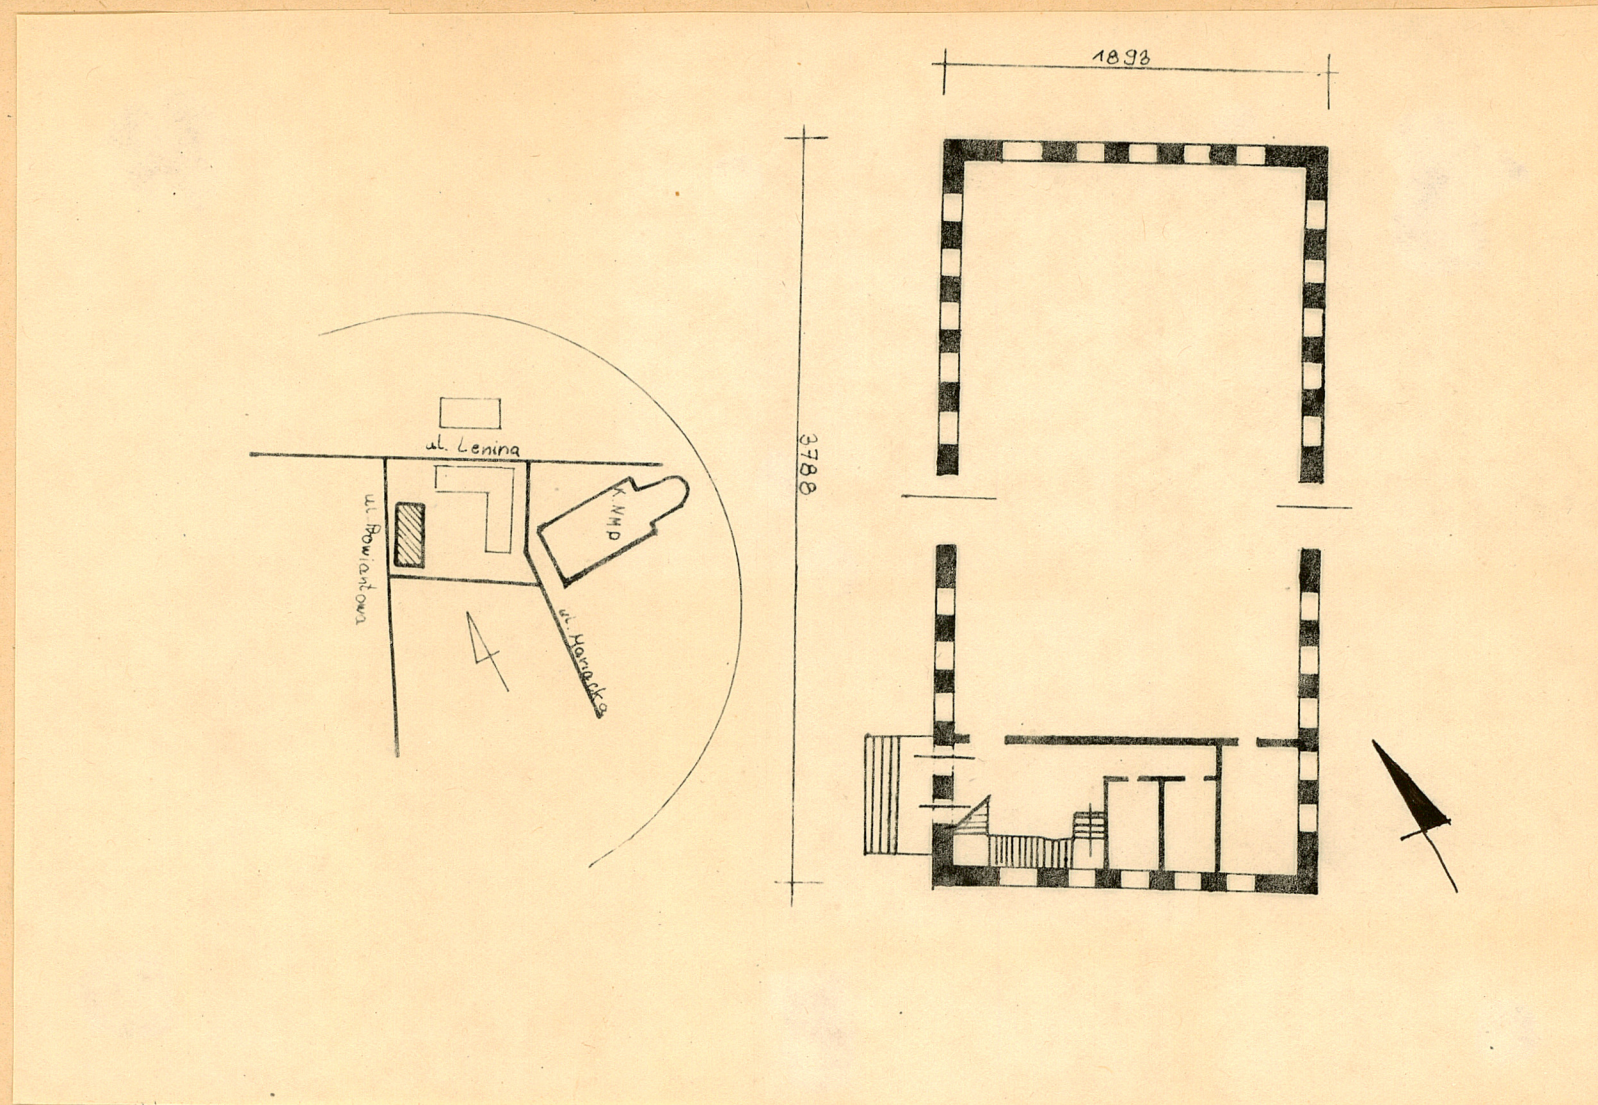 1893
3788
ul. Lenina
K. NMP
ul. Prowiantowa
ul. Mariacka